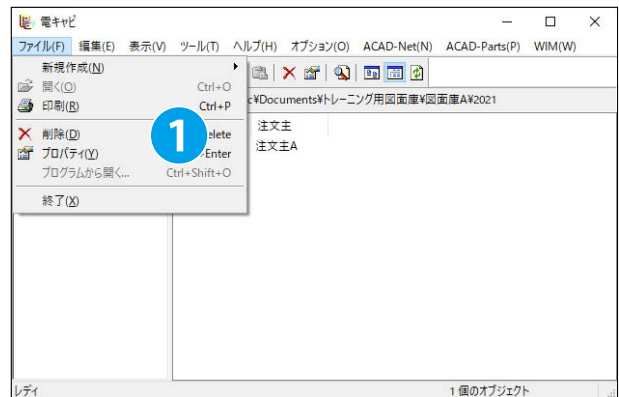 電キャビ
ファイル(F) 編集(E) 表示(V) ツール(T) ヘルプ(H) オプション(O) ACAD-Net(N) ACAD-Parts(P) WIM(W)
新規作成(N)
開く(O) Ctrl+O
c¥Documents¥トレーニング用図面庫¥図面庫A¥2021
印刷(R) Ctrl+P
注文主
削除(D)
1
注文主A
プロパティ(Y)
プログラムから開く... Ctrl+Shift+O
終了(X)
レディ 1 個のオブジェクト